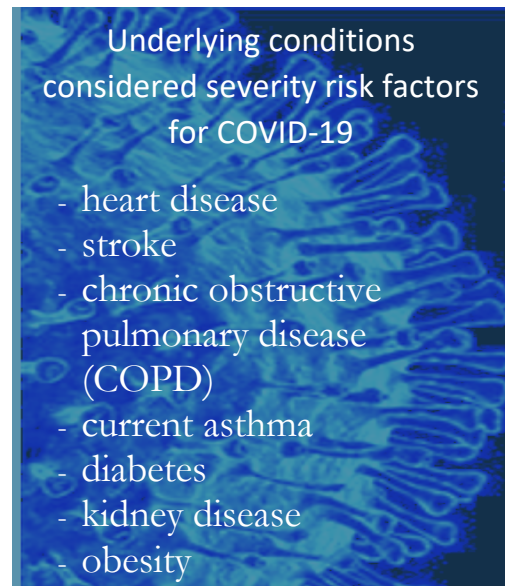 Underlying conditions
considered severity risk factors
for COVID-19
- heart disease
- stroke
- chronic obstructive
pulmonary disease
(COPD)
- current asthma
- diabetes
- kidney disease
- obesity